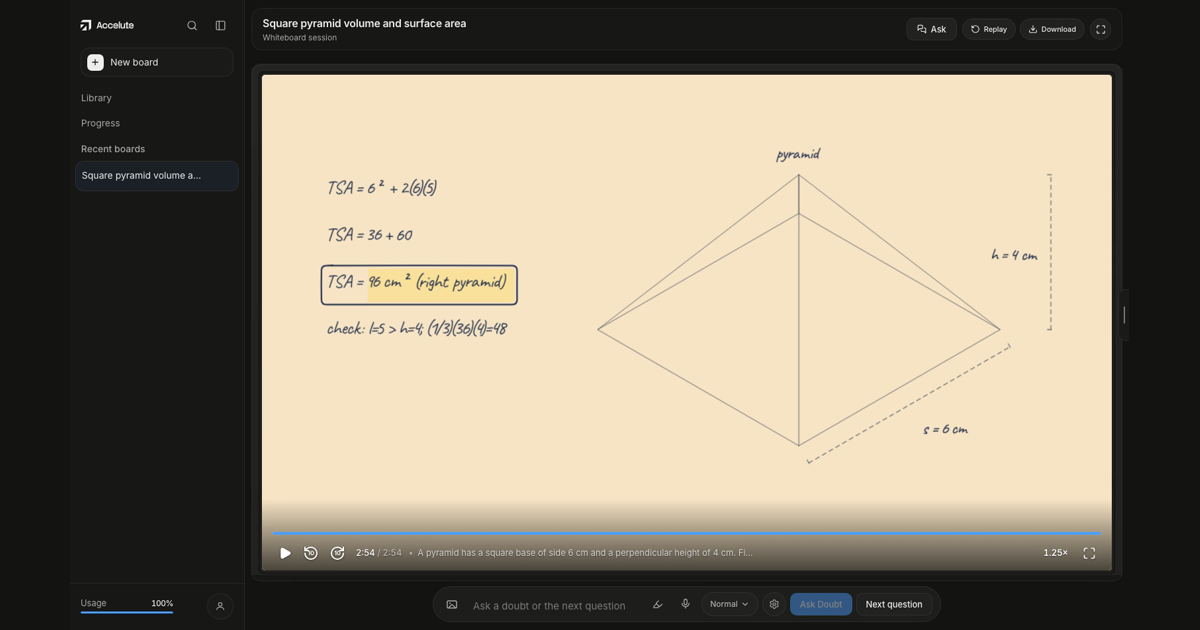 Accelute
New board
Library
Progress
Recent boards
Square pyramid volume a...
Usage 100%
Square pyramid volume and surface area
Whiteboard session
Ask
Replay
Download
TSA = 6² + 2(6)(5)
TSA = 36 + 60
TSA = 96 cm² (right pyramid)
check: l=5 > h=4; (1/3)(36)(4)=48
pyramid
h = 4 cm
s = 6 cm
10 10 2:54 / 2:54 • A pyramid has a square base of side 6 cm and a perpendicular height of 4 cm. Fi... 1.25×
Ask a doubt or the next question Normal Ask Doubt Next question